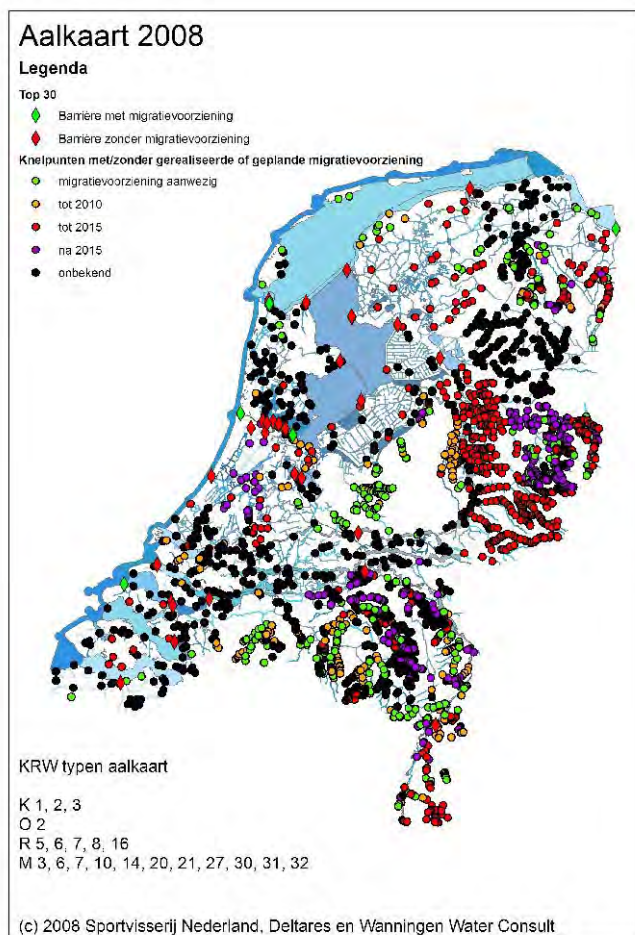 Aalkaart 2008
Legenda
Top 30
Barrière met migratievoorziening
Barrière zonder migratievoorziening
Knelpunten met/zonder gerealiseerde of geplande migratievoorziening
migratievoorziening aanwezig
tot 2010
tot 2015
na 2015
onbekend
KRW typen aalkaart
K 1, 2, 3
O 2
R 5, 6, 7, 8, 16
M 3, 6, 7, 10, 14, 20, 21, 27, 30, 31, 32
(c) 2008 Sportvisserij Nederland, Deltares en Wanningen Water Consult